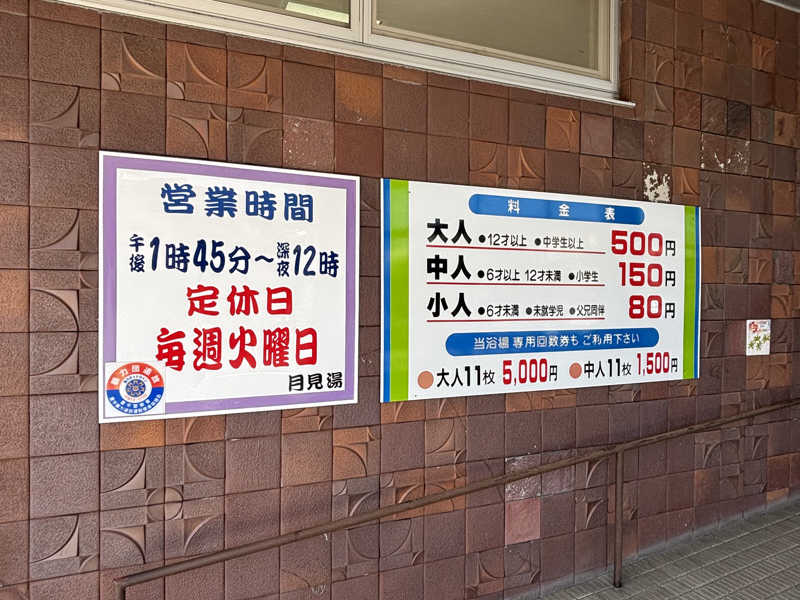 営業時間
午後1時45分～深夜12時
定休日
毎週火曜日
月見湯
暴力団追放
料金表
大人 ●12才以上 ●中学生以上 500円
中人 ●6才以上 12才未満 ●小学生 150円
小人 ●6才未満 ●未就学児 ●父兄同伴 80円
当浴場専用回数券も ご利用下さい
●大人11枚 5,000円 ●中人11枚 1,500円